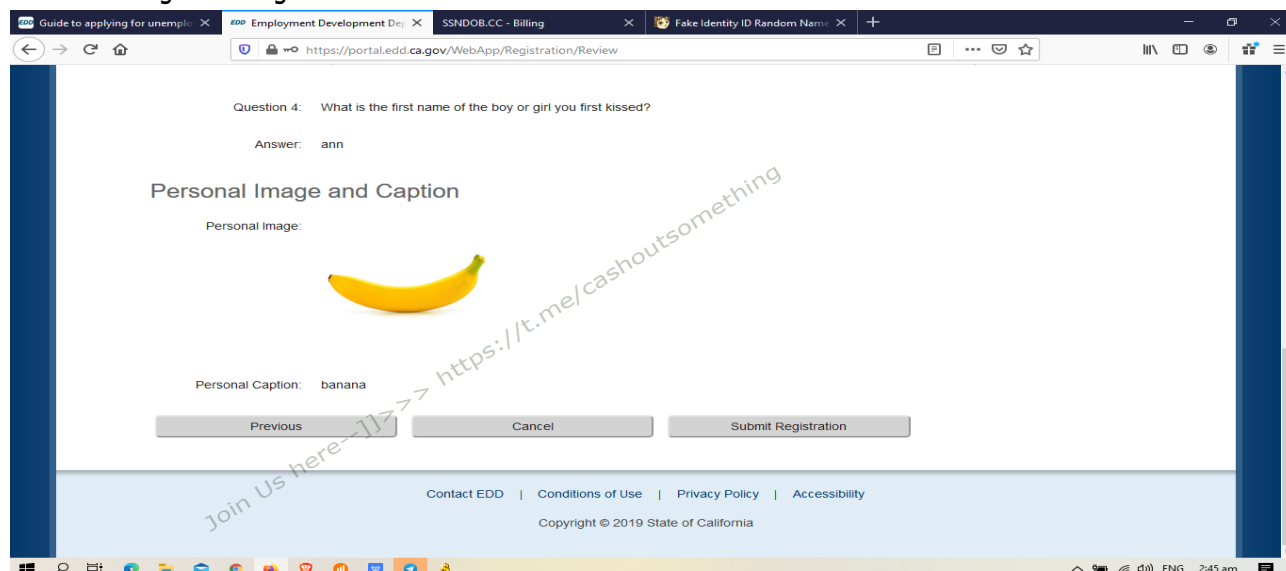 Guide to applying for unemplo
EDD Employment Development Dep
SSNDOB.CC - Billing
Fake Identity ID Random Name
https://portal.edd.ca.gov/WebApp/Registration/Review
Question 4: What is the first name of the boy or girl you first kissed?
Answer: ann
Personal Image and Caption
Personal Image:
Join Us here--]]>>> https://t.me/cashoutsomething
Personal Caption: banana
Previous Cancel Submit Registration
Contact EDD | Conditions of Use | Privacy Policy | Accessibility
Copyright © 2019 State of California
ENG 2:45 am